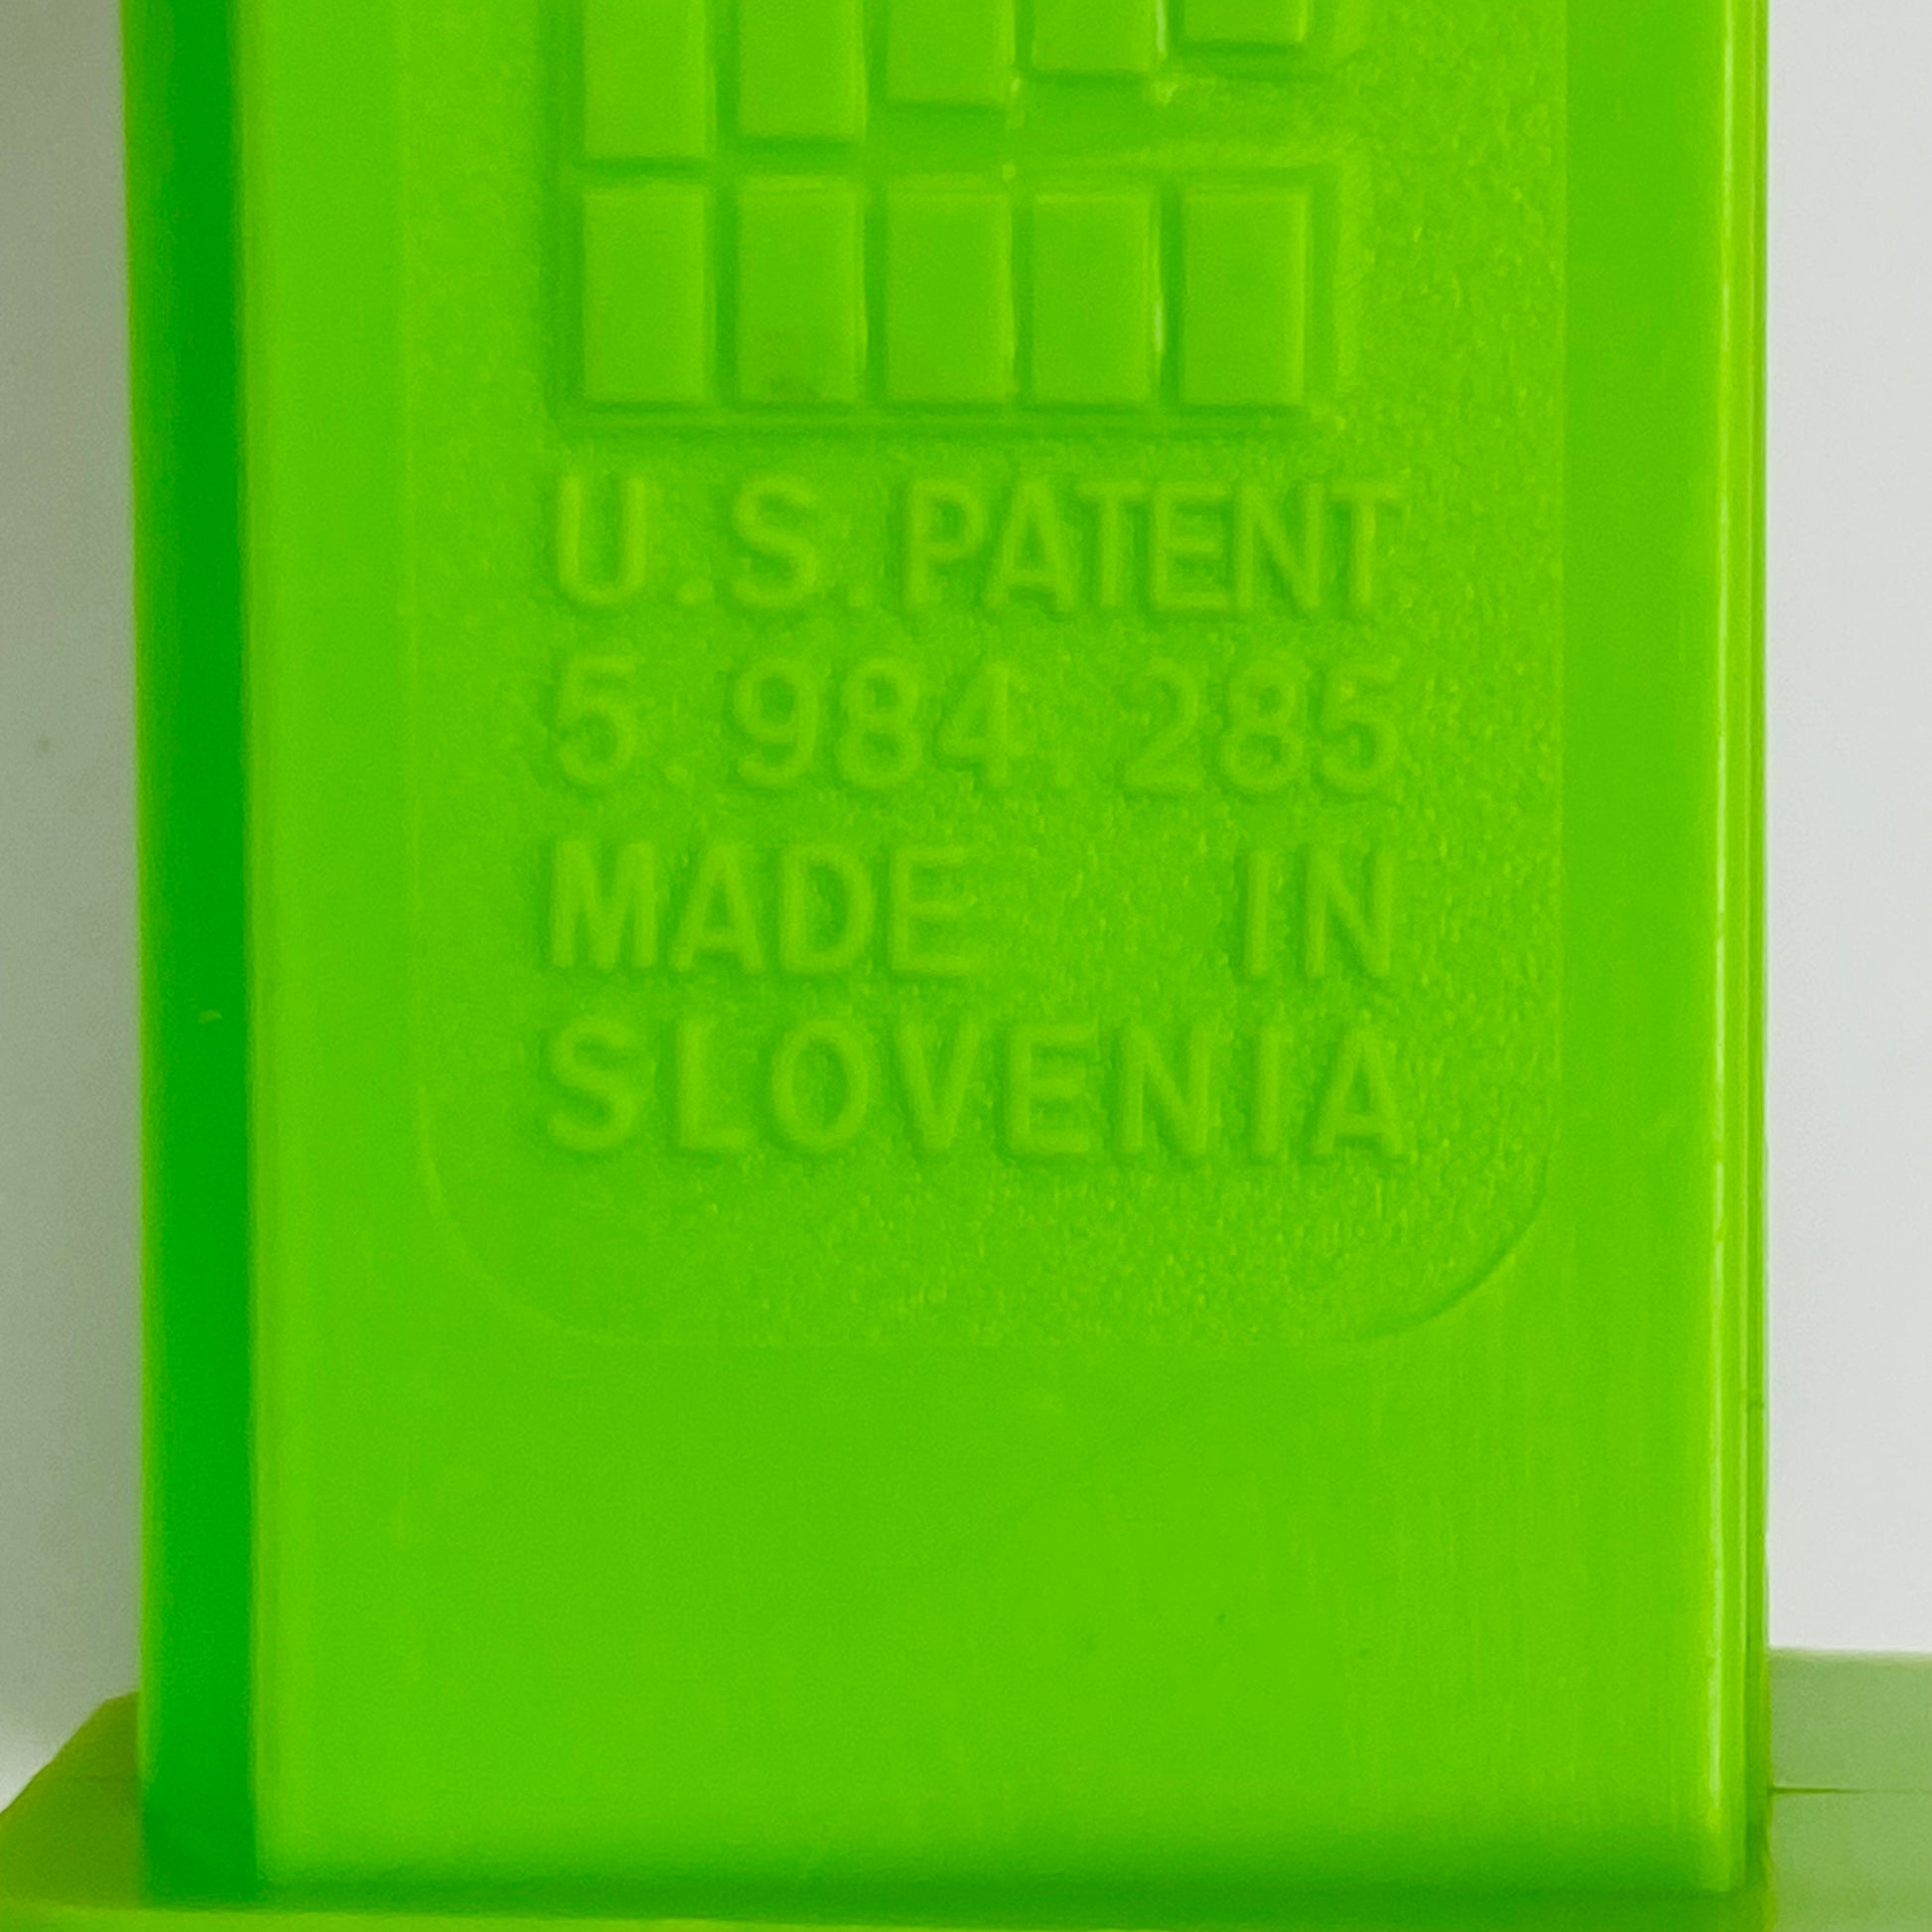 U.S.PATENT
5.984.285
MADE IN
SLOVENIA